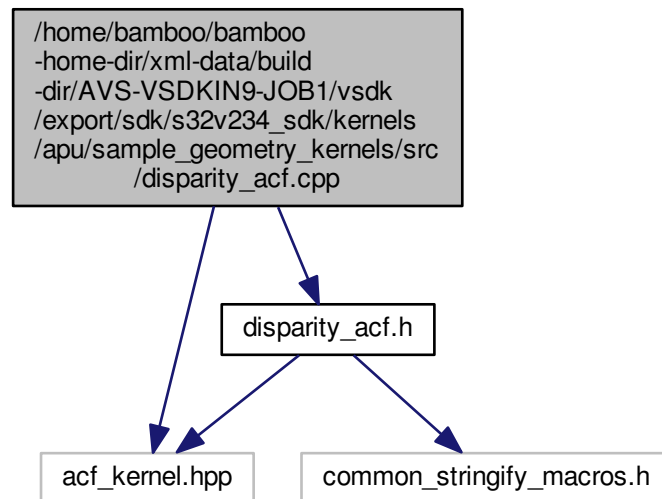 /home/bamboo/bamboo
-home-dir/xml-data/build
-dir/AVS-VSDKIN9-JOB1/vsdk
/export/sdk/s32v234_sdk/kernels
/apu/sample_geometry_kernels/src
/disparity_acf.cpp
disparity_acf.h
acf_kernel.hpp
common_stringify_macros.h